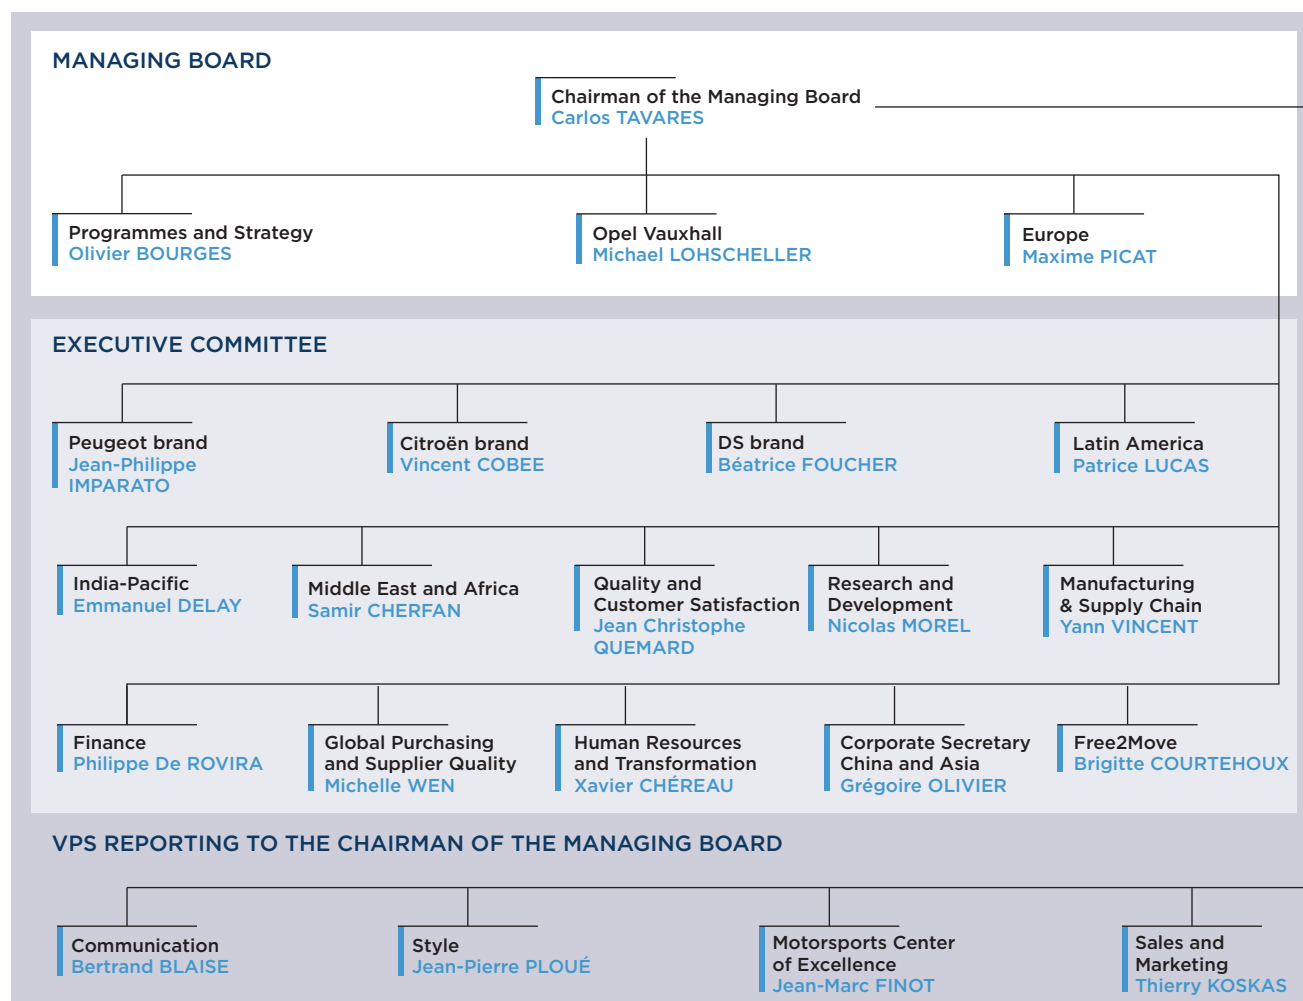 MANAGING BOARD
Chairman of the Managing Board
Carlos TAVARES
Programmes and Strategy
Olivier BOURGES
Opel Vauxhall
Michael LOHSCHELLER
Europe
Maxime PICAT
EXECUTIVE COMMITTEE
Peugeot brand
Jean-Philippe
IMPARATO
Citroën brand
Vincent COBEE
DS brand
Béatrice FOUCHER
Latin America
Patrice LUCAS
India-Pacific
Emmanuel DELAY
Middle East and Africa
Samir CHERFAN
Quality and
Customer Satisfaction
Jean Christophe
QUEMARD
Research and
Development
Nicolas MOREL
Manufacturing
& Supply Chain
Yann VINCENT
Finance
Philippe De ROVIRA
Global Purchasing
and Supplier Quality
Michelle WEN
Human Resources
and Transformation
Xavier CHÉREAU
Corporate Secretary
China and Asia
Grégoire OLIVIER
Free2Move
Brigitte COURTEHOUX
VPS REPORTING TO THE CHAIRMAN OF THE MANAGING BOARD
Communication
Bertrand BLAISE
Style
Jean-Pierre PLOUÉ
Motorsports Center
of Excellence
Jean-Marc FINOT
Sales and
Marketing
Thierry KOSKAS